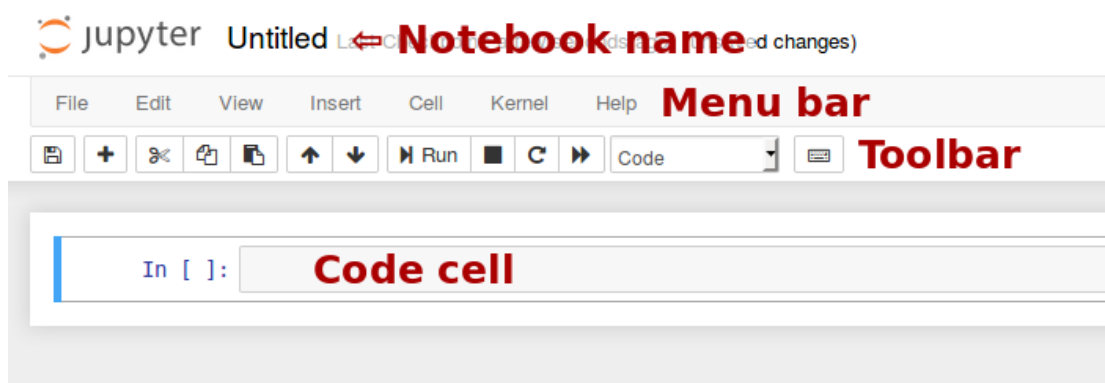 jupyter Untitled ⇐ Notebook name d changes)
File Edit View Insert Cell Kernel Help Menu bar
Run Code Toolbar
In [ ]: Code cell